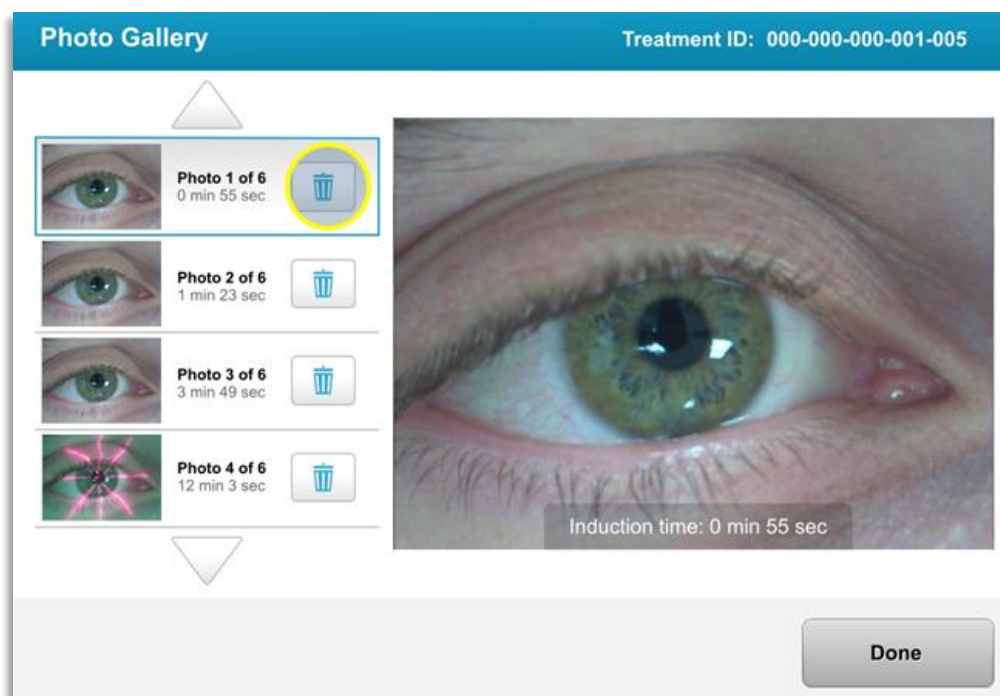 Photo Gallery
Treatment ID: 000-000-000-001-005
Photo 1 of 6
0 min 55 sec
Photo 2 of 6
1 min 23 sec
Photo 3 of 6
3 min 49 sec
Photo 4 of 6
12 min 3 sec
Induction time: 0 min 55 sec
Done